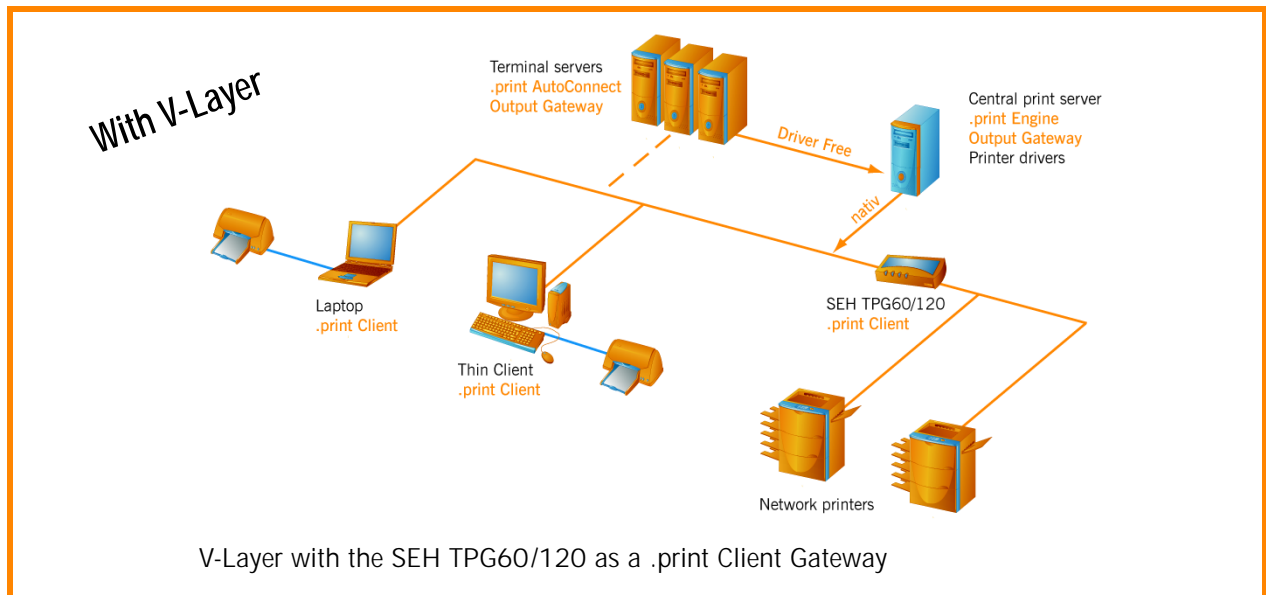 With V-Layer
Terminal servers
.print AutoConnect
Output Gateway
Driver Free
Central print server
.print Engine
Output Gateway
Printer drivers
nativ
Laptop
.print Client
Thin Client
.print Client
SEH TPG60/120
.print Client
Network printers
V-Layer with the SEH TPG60/120 as a .print Client Gateway